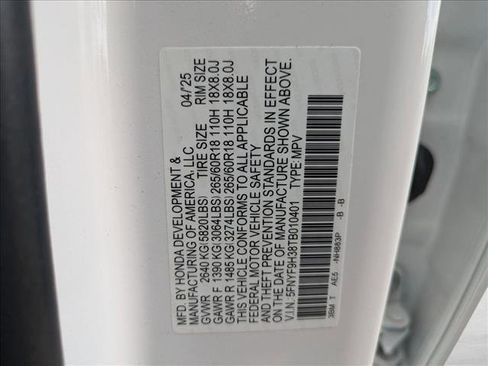 MFD. BY HONDA DEVELOPMENT &
MANUFACTURING OF AMERICA, LLC 04/25
TIRE SIZE RIM SIZE
GVWR 2640 KG(5820LBS)
GAWR F 1390 KG(3064LBS) 265/60R18 110H 18X8.0J
GAWR R 1485 KG(3274LBS) 265/60R18 110H 18X8.0J
THIS VEHICLE CONFORMS TO ALL APPLICABLE
FEDERAL MOTOR VEHICLE SAFETY
AND THEFT PREVENTION STANDARDS IN EFFECT
ON THE DATE OF MANUFACTURE SHOWN ABOVE.
V.I.N. 5FNYF9H38TB010401 TYPE:MPV
3BM T AE5 -NH883P -B -B